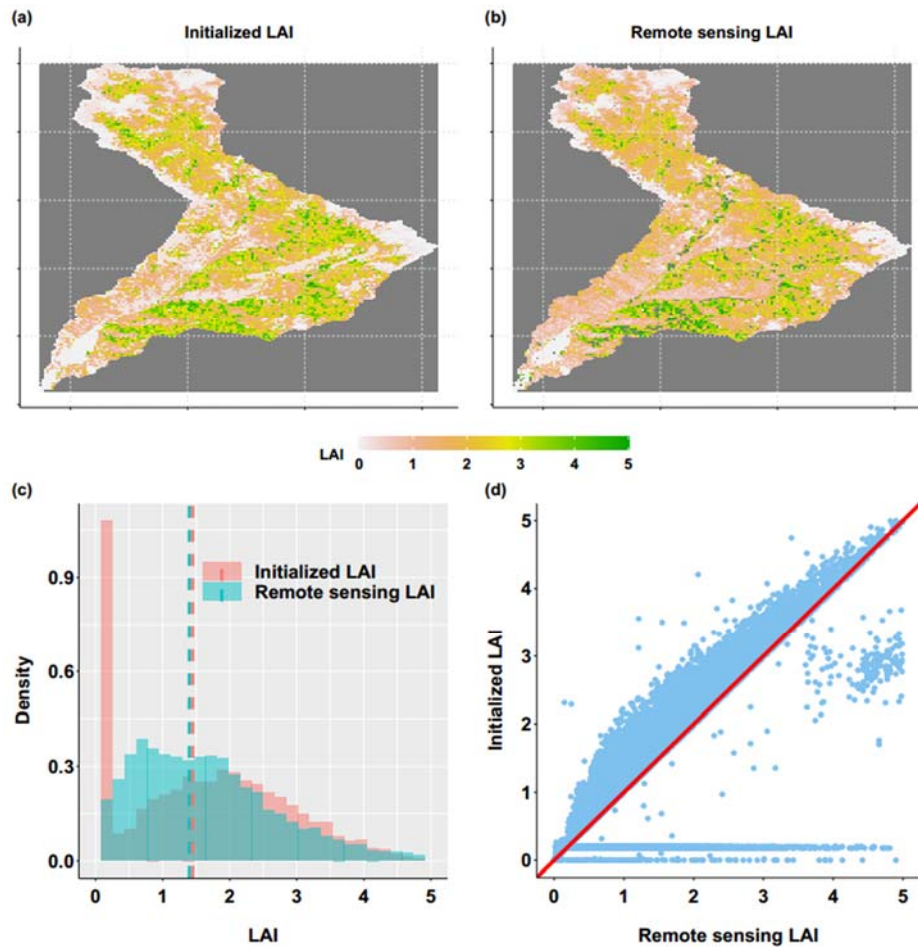 (a)
Initialized LAI
(b)
Remote sensing LAI
LAI
0 1 2 3 4 5
(c)
Density
0.9
0.6
0.3
0.0
Initialized LAI
Remote sensing LAI
0 1 2 3 4 5
LAI
(d)
Initialized LAI
5
4
3
2
1
0
0 1 2 3 4 5
Remote sensing LAI